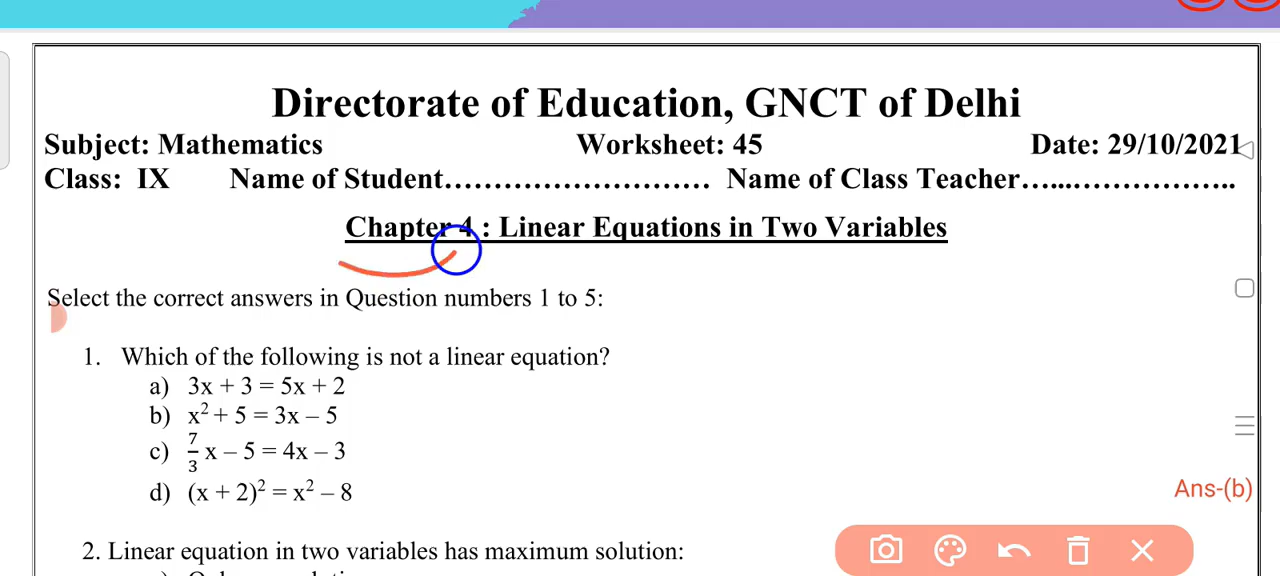 Directorate of Education, GNCT of Delhi
Subject: Mathematics Worksheet: 45 Date: 29/10/2021
Class: IX Name of Student……………………… Name of Class Teacher…...……………..
Chapter 4 : Linear Equations in Two Variables
Select the correct answers in Question numbers 1 to 5:
1. Which of the following is not a linear equation?
a) 3x + 3 = 5x + 2
b) x² + 5 = 3x – 5
c) 7/3 x – 5 = 4x – 3
d) (x + 2)² = x² – 8
Ans-(b)
2. Linear equation in two variables has maximum solution: